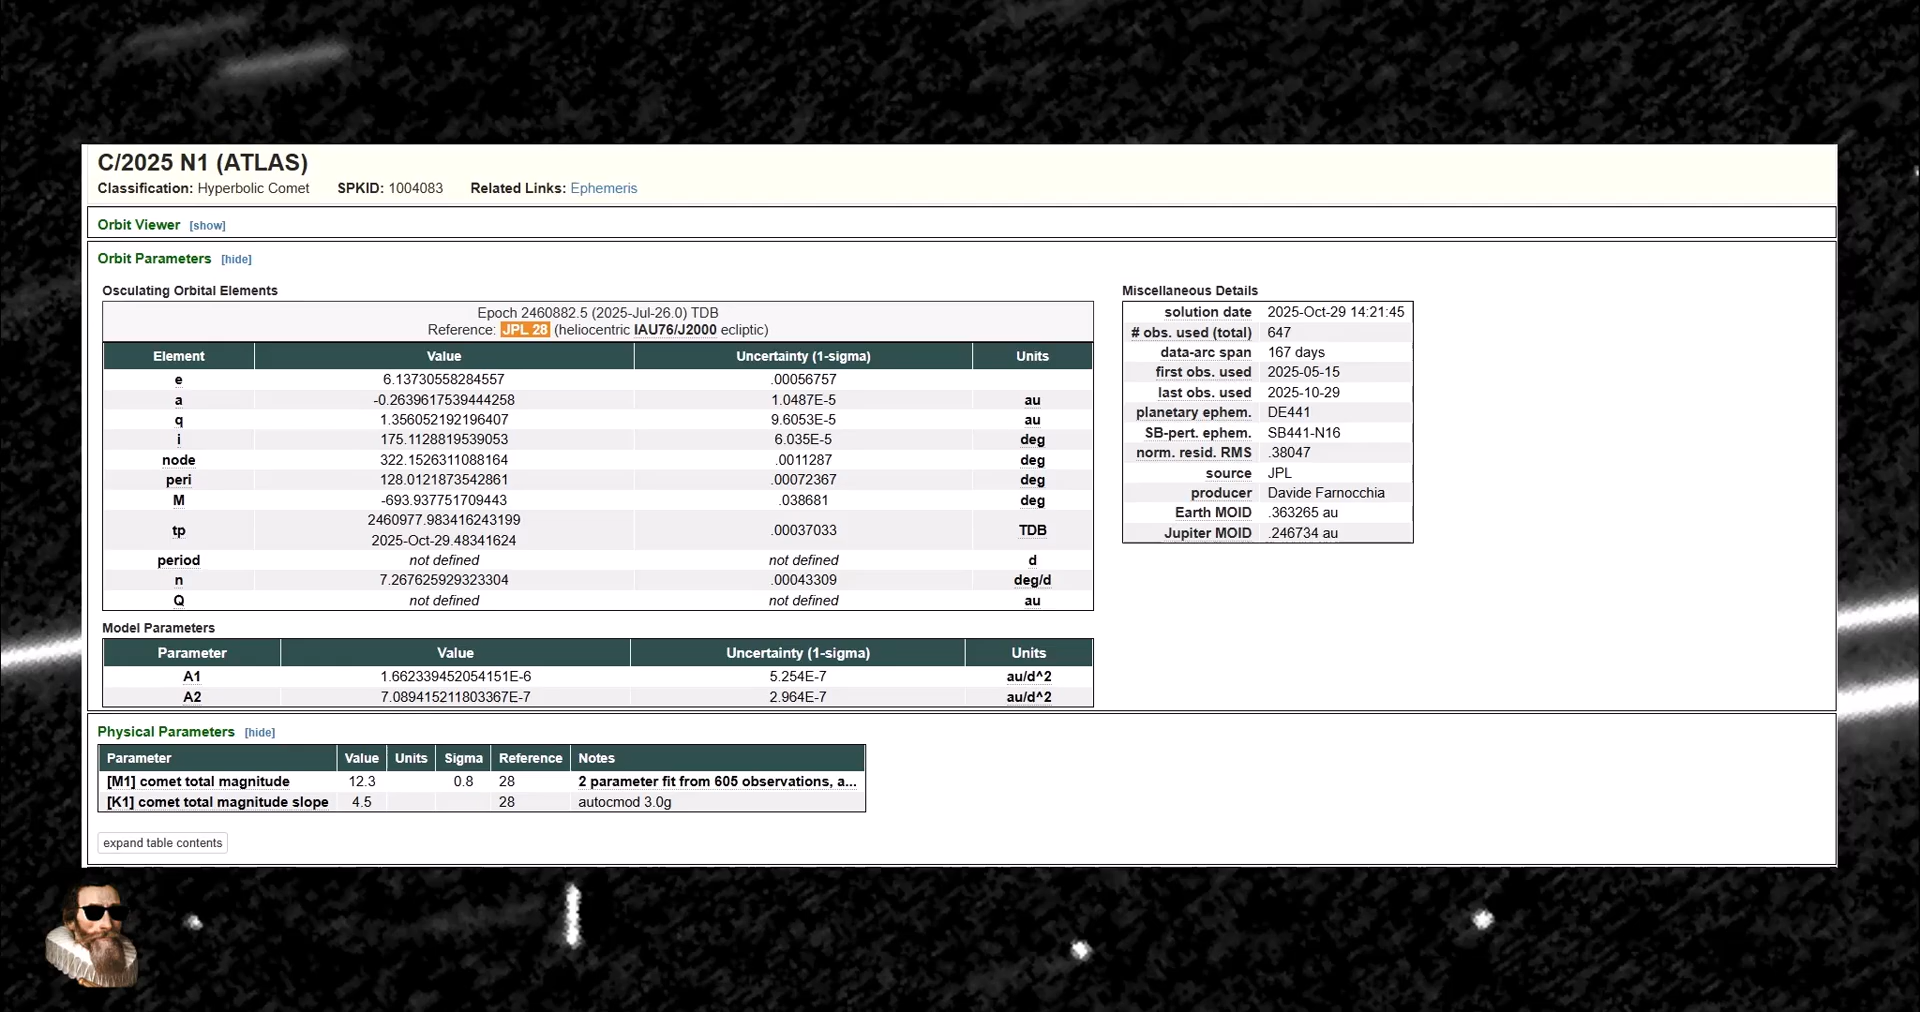 C/2025 N1 (ATLAS)
Classification: Hyperbolic Comet SPKID: 1004083 Related Links: Ephemeris
Orbit Viewer [show]
Orbit Parameters [hide]
Osculating Orbital Elements
Epoch 2460882.5 (2025-Jul-26.0) TDB
Reference: JPL 28 (heliocentric IAU76/J2000 ecliptic)
Element Value Uncertainty (1-sigma) Units
e 6.13730558284557 .00056757
a -0.2639617539444258 1.0487E-5 au
q 1.356052192196407 9.6053E-5 au
i 175.1128819539053 6.035E-5 deg
node 322.1526311088164 .0011287 deg
peri 128.0121873542861 .00072367 deg
M -693.937751709443 .038681 deg
tp 2460977.983416243199 .00037033 TDB
2025-Oct-29.48341624
period not defined not defined d
n 7.267625929323304 .00043309 deg/d
Q not defined not defined au
Model Parameters
Parameter Value Uncertainty (1-sigma) Units
A1 1.662339452054151E-6 5.254E-7 au/d^2
A2 7.089415211803367E-7 2.964E-7 au/d^2
Miscellaneous Details
solution date 2025-Oct-29 14:21:45
# obs. used (total) 647
data-arc span 167 days
first obs. used 2025-05-15
last obs. used 2025-10-29
planetary ephem. DE441
SB-pert. ephem. SB441-N16
norm. resid. RMS .38047
source JPL
producer Davide Farnocchia
Earth MOID .363265 au
Jupiter MOID .246734 au
Physical Parameters [hide]
Parameter Value Units Sigma Reference Notes
[M1] comet total magnitude 12.3 0.8 28 2 parameter fit from 605 observations, a...
[K1] comet total magnitude slope 4.5 28 autocmod 3.0g
expand table contents